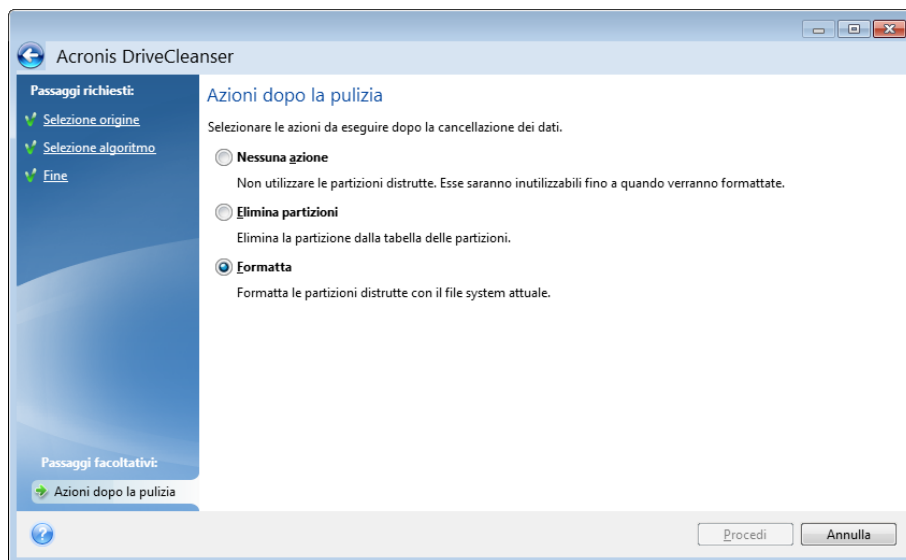 Acronis DriveCleanser
Passaggi richiesti:
Selezione origine
Selezione algoritmo
Fine
Azioni dopo la pulizia
Selezionare le azioni da eseguire dopo la cancellazione dei dati.
Nessuna azione
Non utilizzare le partizioni distrutte. Esse saranno inutilizzabili fino a quando verranno formattate.
Elimina partizioni
Elimina la partizione dalla tabella delle partizioni.
Formatta
Formatta le partizioni distrutte con il file system attuale.
Passaggi facoltativi:
Azioni dopo la pulizia
Procedi
Annulla